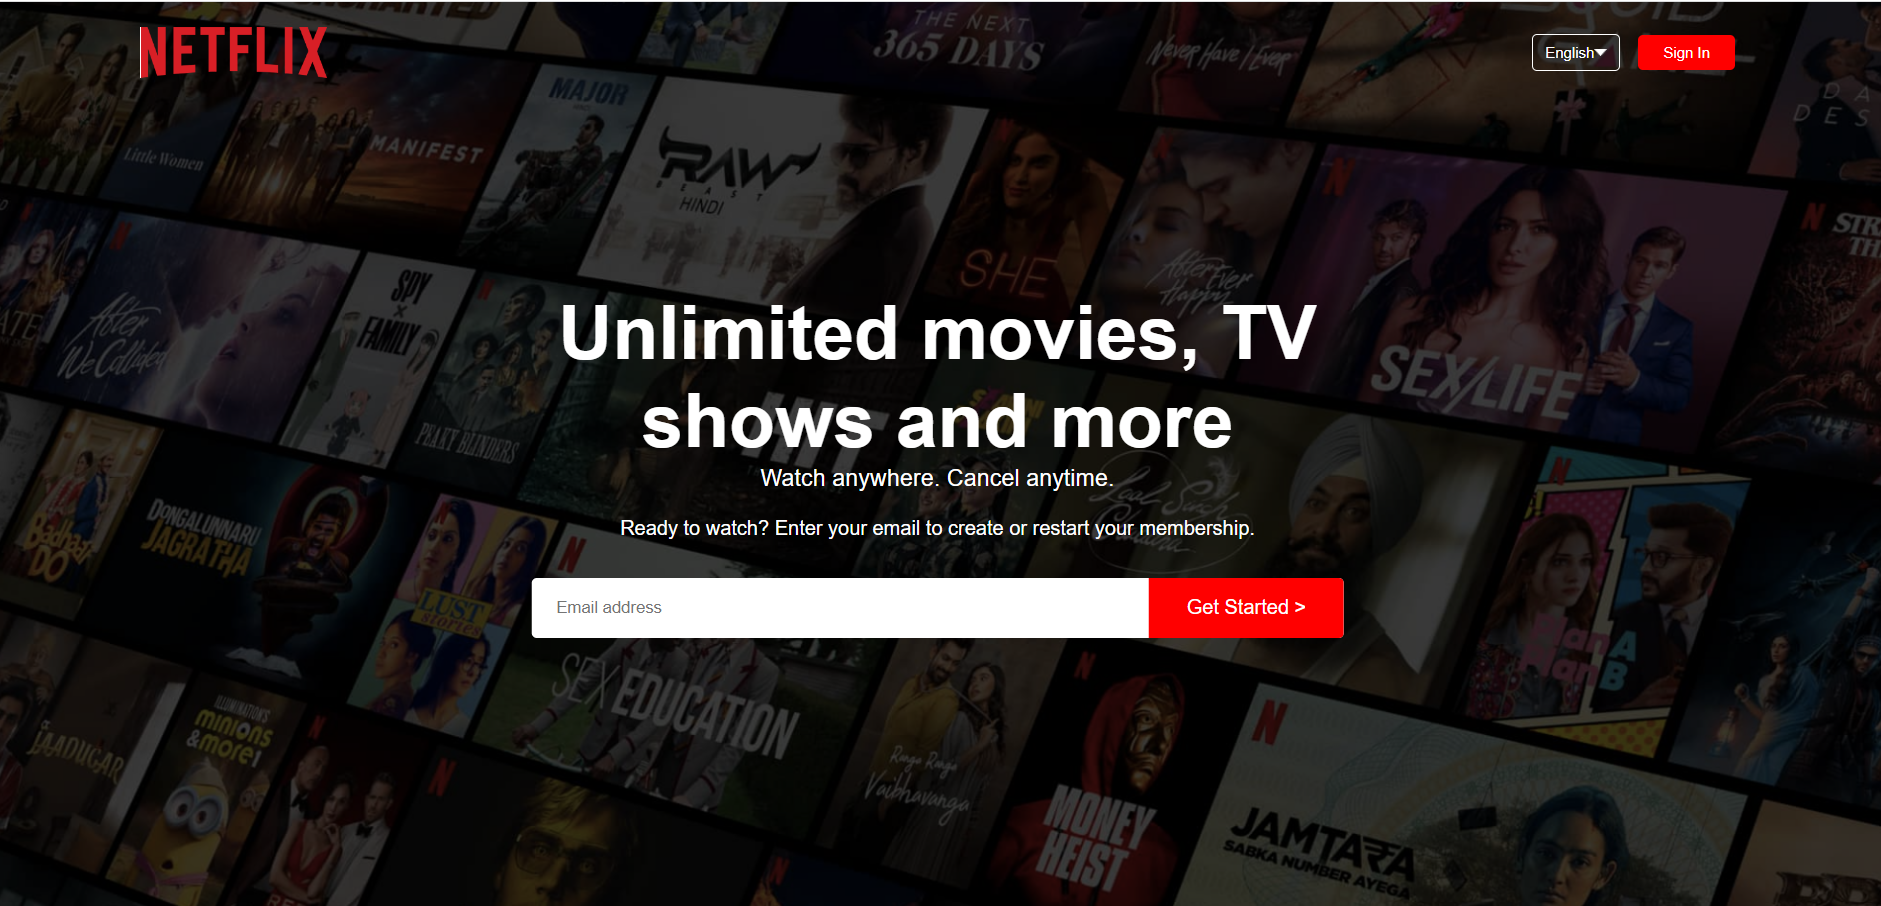 NETFLIX
English
Sign In
THE NEXT
365 DAYS
Never Have I Ever
Little Women
MANIFEST
MAJOR
RAW
BEAST
HINDI
SHE
After
Ever
Happy
SEX/LIFE
After
We Collided
SPY
X
FAMILY
PEAKY BLINDERS
Unlimited movies, TV
shows and more
Watch anywhere. Cancel anytime.
Ready to watch? Enter your email to create or restart your membership.
Email address
Get Started >
Badhaai
DO
DONGALUNNARU
JAGRATHA
LUST
stories
SEX EDUCATION
JAADUGAR
ILLUMINATION'S
minions
&more1
Ranga Ranga
Vaibhavanga
MONEY
HEIST
JAMTARA
SABKA NUMBER AYEGA